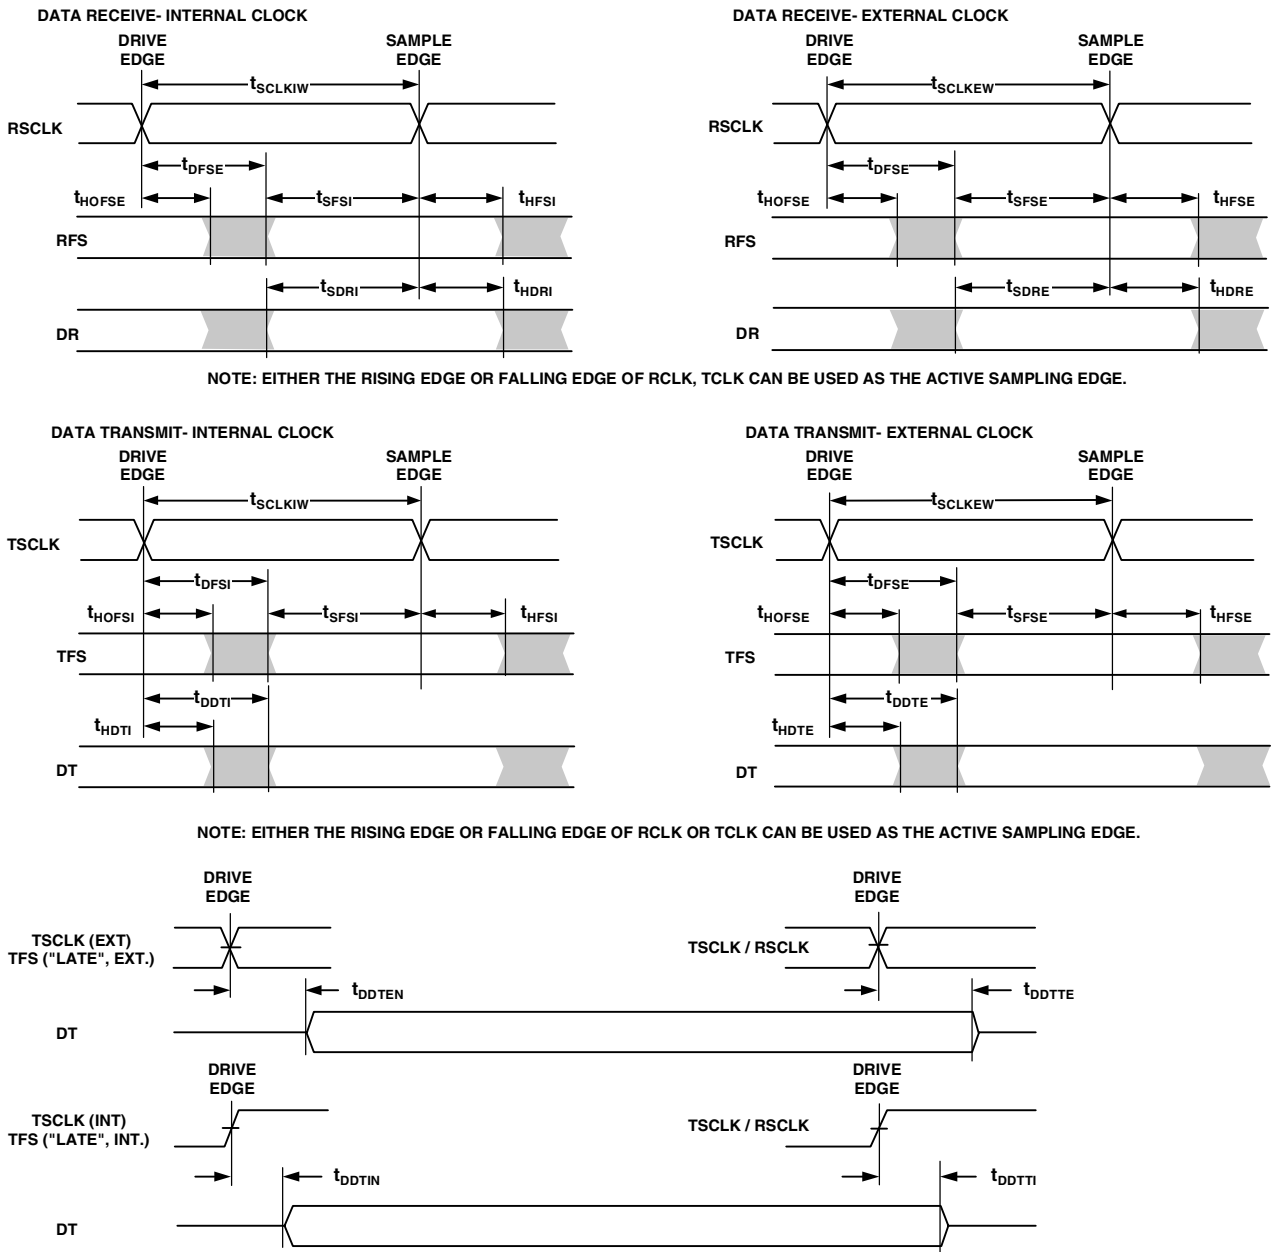 DATA RECEIVE- INTERNAL CLOCK
DRIVE
EDGE
SAMPLE
EDGE
tSCLKIW
RSCLK
tDFSE
tHOFSE
tSFSI
tHFSI
RFS
tSDRI
tHDRI
DR
DATA RECEIVE- EXTERNAL CLOCK
DRIVE
EDGE
SAMPLE
EDGE
tSCLKEW
RSCLK
tDFSE
tHOFSE
tSFSE
tHFSE
RFS
tSDRE
tHDRE
DR
NOTE: EITHER THE RISING EDGE OR FALLING EDGE OF RCLK, TCLK CAN BE USED AS THE ACTIVE SAMPLING EDGE.
DATA TRANSMIT- INTERNAL CLOCK
DRIVE
EDGE
SAMPLE
EDGE
tSCLKIW
TSCLK
tDFSI
tHOFSI
tSFSI
tHFSI
TFS
tDDTI
tHDTI
DT
DATA TRANSMIT- EXTERNAL CLOCK
DRIVE
EDGE
SAMPLE
EDGE
tSCLKEW
TSCLK
tDFSE
tHOFSE
tSFSE
tHFSE
TFS
tDDTE
tHDTE
DT
NOTE: EITHER THE RISING EDGE OR FALLING EDGE OF RCLK OR TCLK CAN BE USED AS THE ACTIVE SAMPLING EDGE.
DRIVE
EDGE
DRIVE
EDGE
TSCLK (EXT)
TFS ("LATE", EXT.)
TSCLK / RSCLK
tDDTEN
tDDTTE
DT
DRIVE
EDGE
DRIVE
EDGE
TSCLK (INT)
TFS ("LATE", INT.)
TSCLK / RSCLK
tDDTIN
tDDTTI
DT